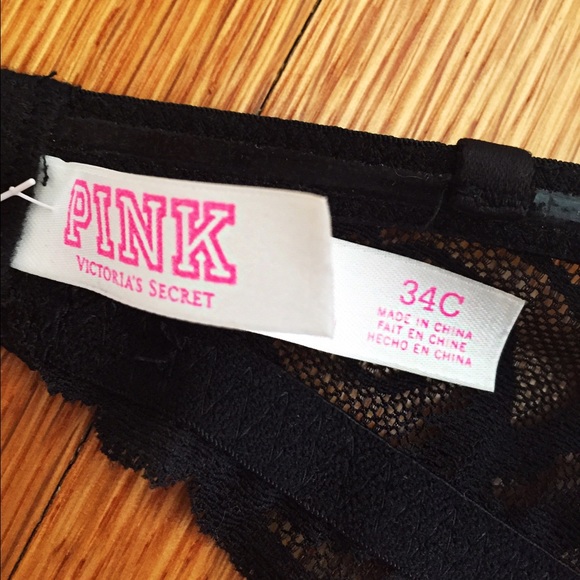 PINK
VICTORIA'S SECRET
34C
MADE IN CHINA
FAIT EN CHINE
HECHO EN CHINA